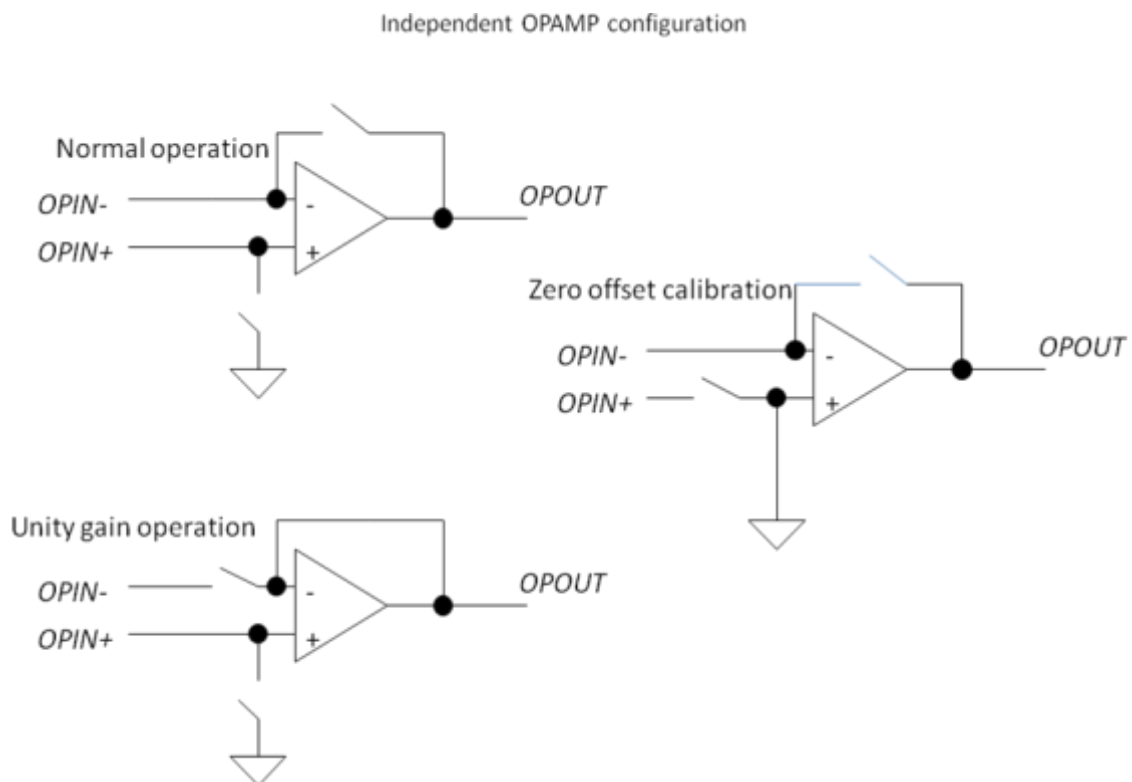 Independent OPAMP configuration
Normal operation
OPIN-
OPIN+
-
+
OPOUT
Zero offset calibration
OPIN-
OPIN+
-
+
OPOUT
Unity gain operation
OPIN-
OPIN+
-
+
OPOUT